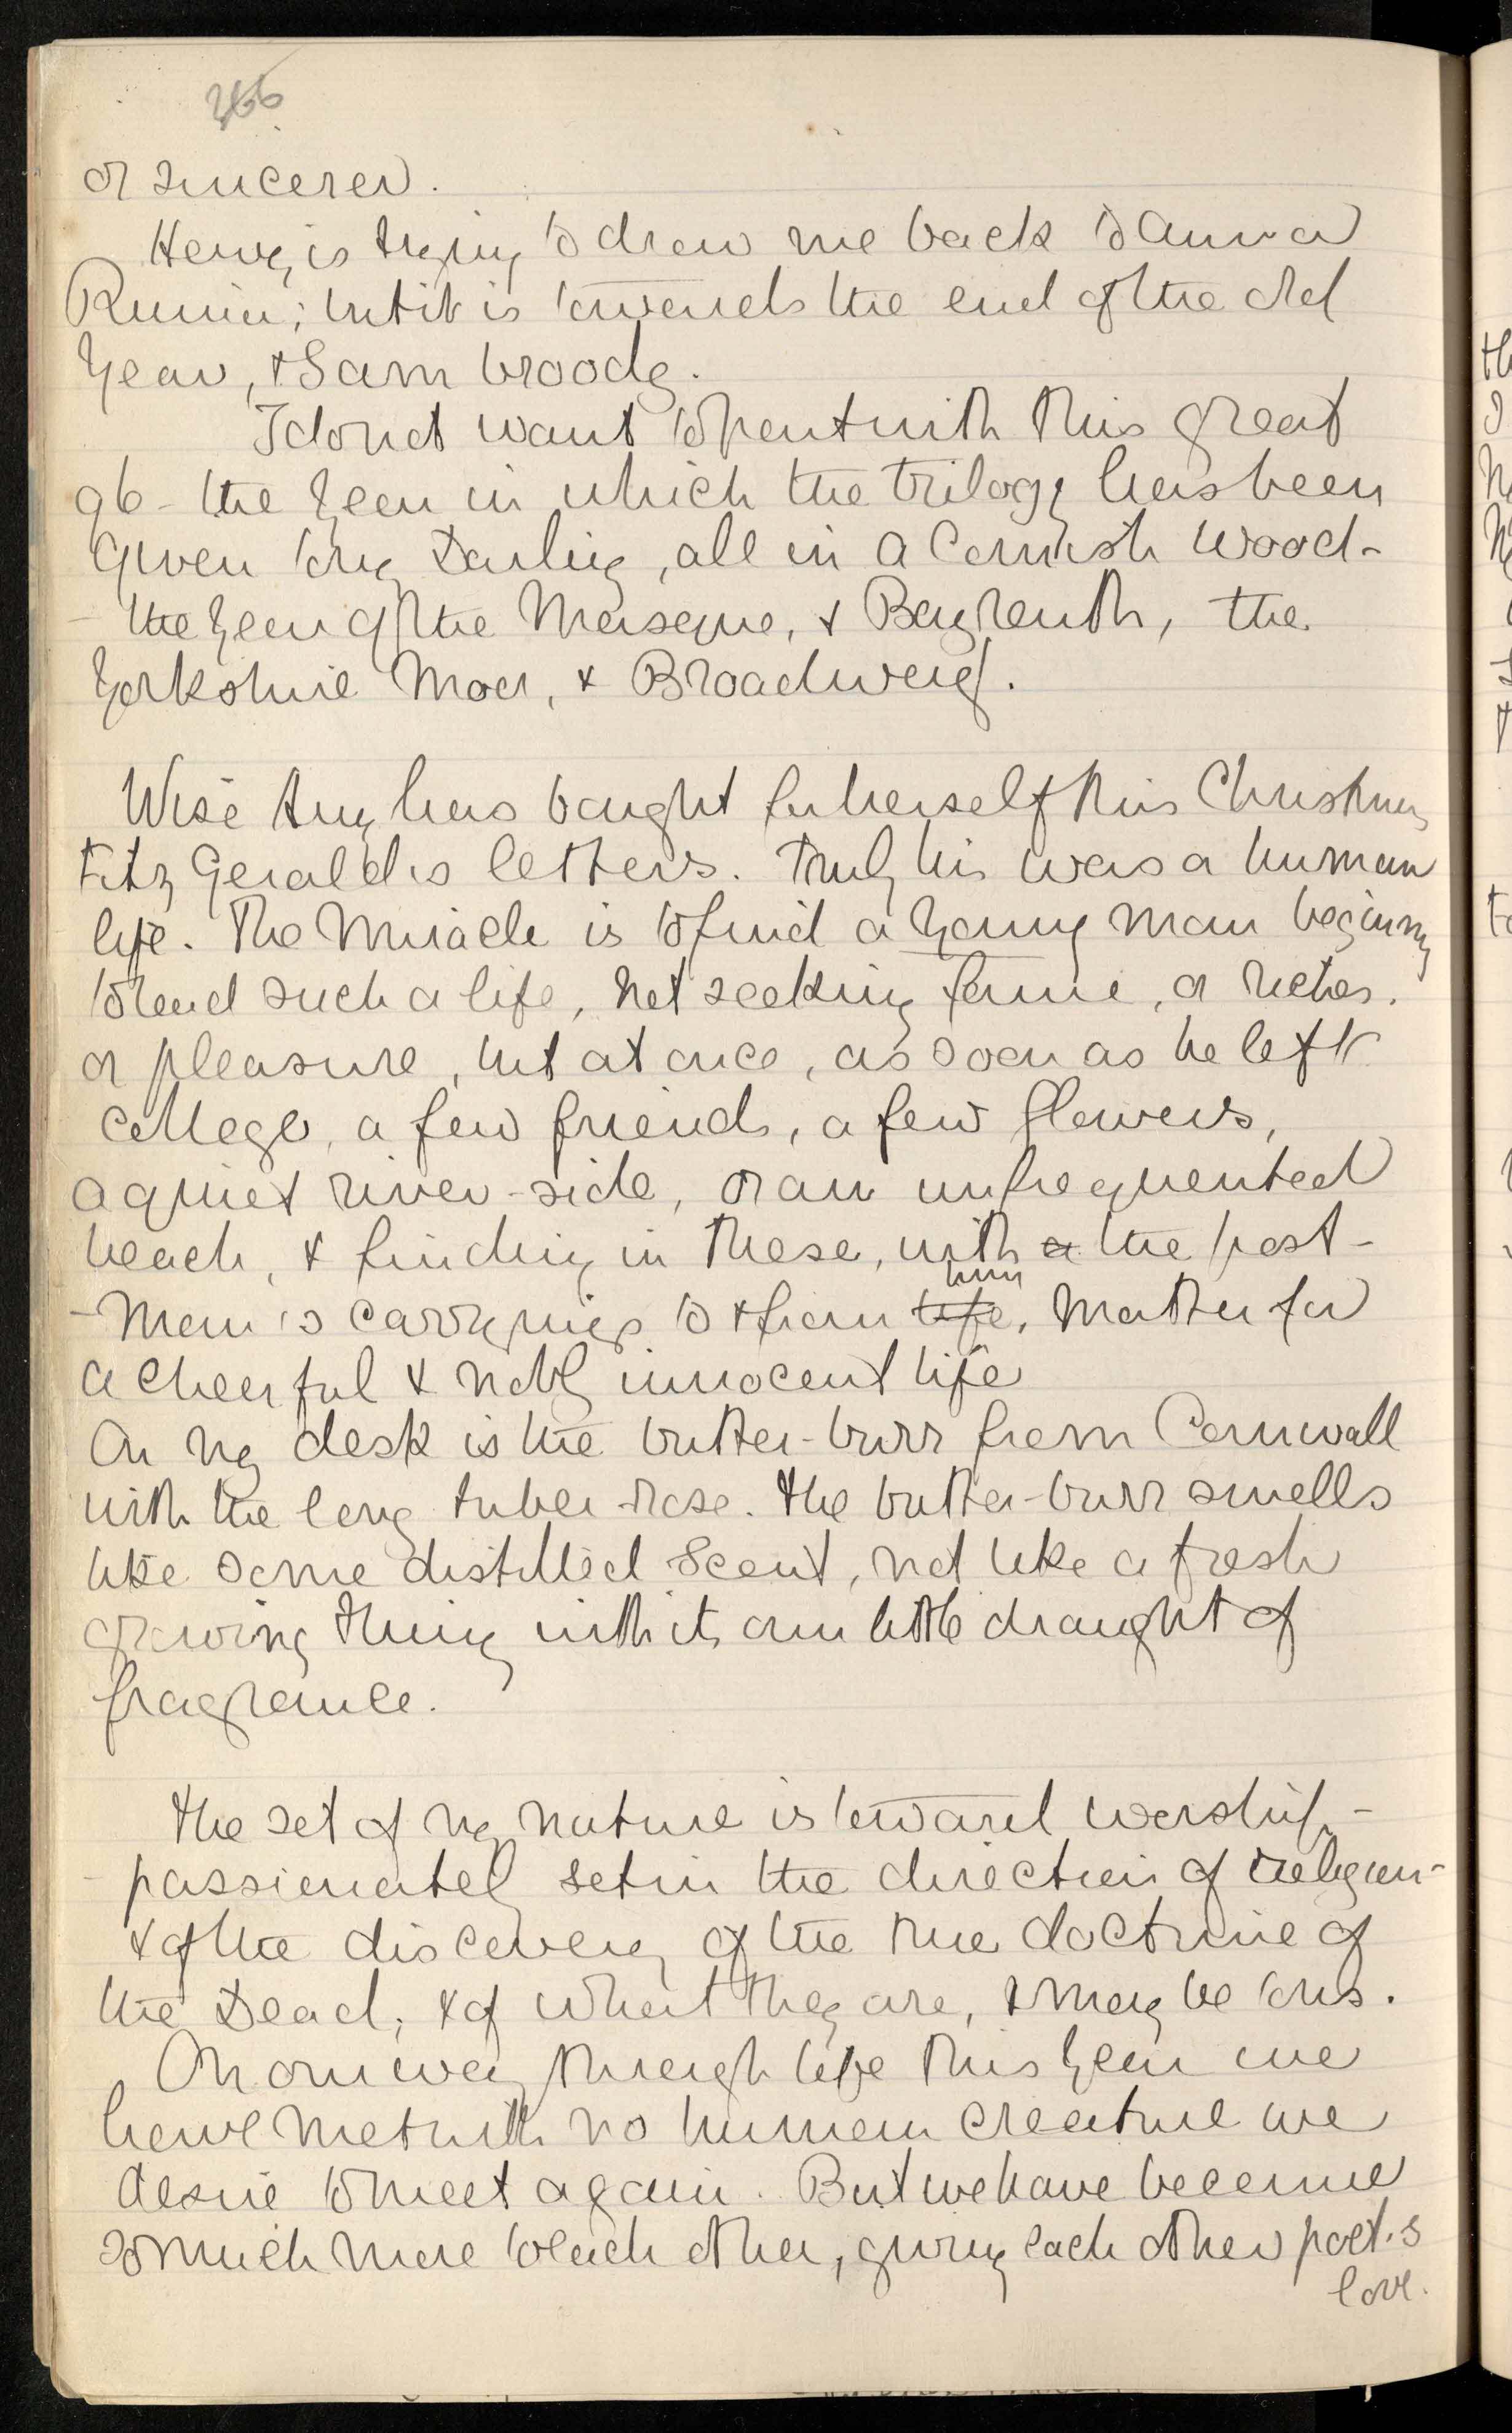 266
or sincerer.
Henry is trying to draw me back to Anna
Ruina; but it is towards the end of the old
Year, & I am broody.
I do not want to part with this great
96 - the Year in which the trilogy has been
given to my Darling, all in a Cornish Wood -
- the Year of the Masque, & Bayreuth, the
Yorkshire Moor, & Broadway.
Wise Amy has bought for herself this Christmas
FitzGerald's letters. Truly his was a human
life. The Miracle is to find a Young Man beginning
to lead such a life, not seeking fame, or riches,
or pleasure, but at once, as soon as he left
College, a few friends, a few flowers,
a quiet river-side, or an unfrequented
beach, & finding in these, with a the post-
-man's carryings to & from life him, Matter for
a cheerful & nobly innocent life
On my desk is the butter-burr from Cornwall
with the long tube-rose. The butter-burr smells
like some distilled Scent, not like a fresh
growing thing with its own little draught of
fragrance.
The set of my nature is toward worship -
- passionately set in the direction of religion -
& of the discovery of the true doctrine of
the Dead, & of what they are, & may be to us.
On our way through life this Year we
have met with no human creature we
desire to meet again. But we have become
so much more to each other, giving each other poet's
love.